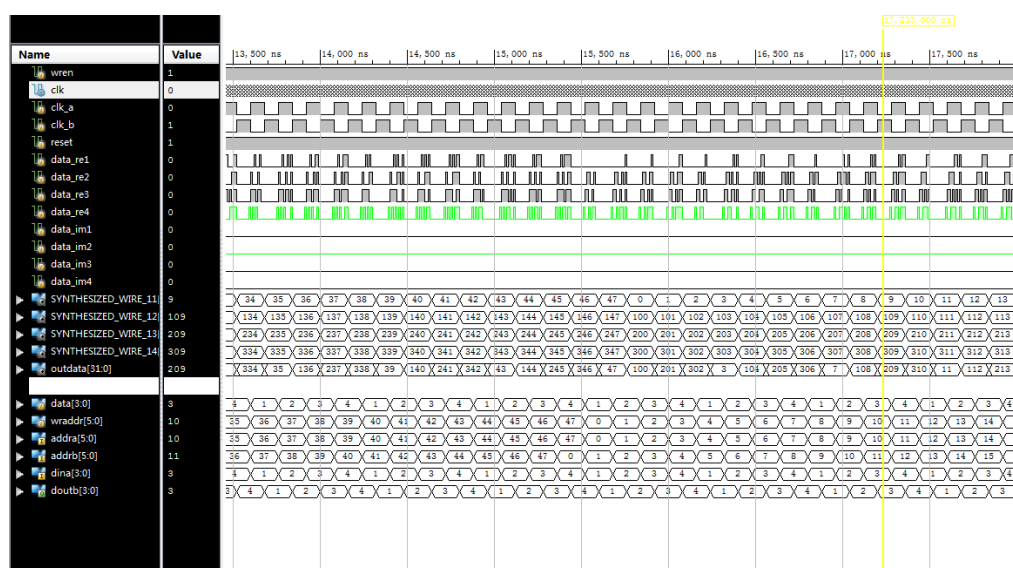 17,235.000 ns
Name Value 13,500 ns 14,000 ns 14,500 ns 15,000 ns 15,500 ns 16,000 ns 16,500 ns 17,000 ns 17,500 ns
wren 1
clk 0
clk_a 0
clk_b 1
reset 1
data_re1 0
data_re2 0
data_re3 0
data_re4 0
data_im1 0
data_im2 0
data_im3 0
data_im4 0
SYNTHESIZED_WIRE_11 9 34 35 36 37 38 39 40 41 42 43 44 45 46 47 0 1 2 3 4 5 6 7 8 9 10 11 12 13
SYNTHESIZED_WIRE_12 109 134 135 136 137 138 139 140 141 142 143 144 145 146 147 100 101 102 103 104 105 106 107 108 109 110 111 112 113
SYNTHESIZED_WIRE_13 209 234 235 236 237 238 239 240 241 242 243 244 245 246 247 200 201 202 203 204 205 206 207 208 209 210 211 212 213
SYNTHESIZED_WIRE_14 309 334 335 336 337 338 339 340 341 342 343 344 345 346 347 300 301 302 303 304 305 306 307 308 309 310 311 312 313
outdata[31:0] 209 334 35 136 237 338 39 140 241 342 43 144 245 346 47 100 201 302 3 104 205 306 7 108 209 310 11 112 213
data[3:0] 3 4 1 2 3 4 1 2 3 4 1 2 3 4 1 2 3 4 1 2 3 4 1 2 3 4 1 2 3 4
wraddr[5:0] 10 35 36 37 38 39 40 41 42 43 44 45 46 47 0 1 2 3 4 5 6 7 8 9 10 11 12 13 14
addra[5:0] 10 35 36 37 38 39 40 41 42 43 44 45 46 47 0 1 2 3 4 5 6 7 8 9 10 11 12 13 14
addrb[5:0] 11 36 37 38 39 40 41 42 43 44 45 46 47 0 1 2 3 4 5 6 7 8 9 10 11 12 13 14 15
dina[3:0] 3 4 1 2 3 4 1 2 3 4 1 2 3 4 1 2 3 4 1 2 3 4 1 2 3 4 1 2 3 4
doutb[3:0] 3 3 4 1 2 3 4 1 2 3 4 1 2 3 4 1 2 3 4 1 2 3 4 1 2 3 4 1 2 3